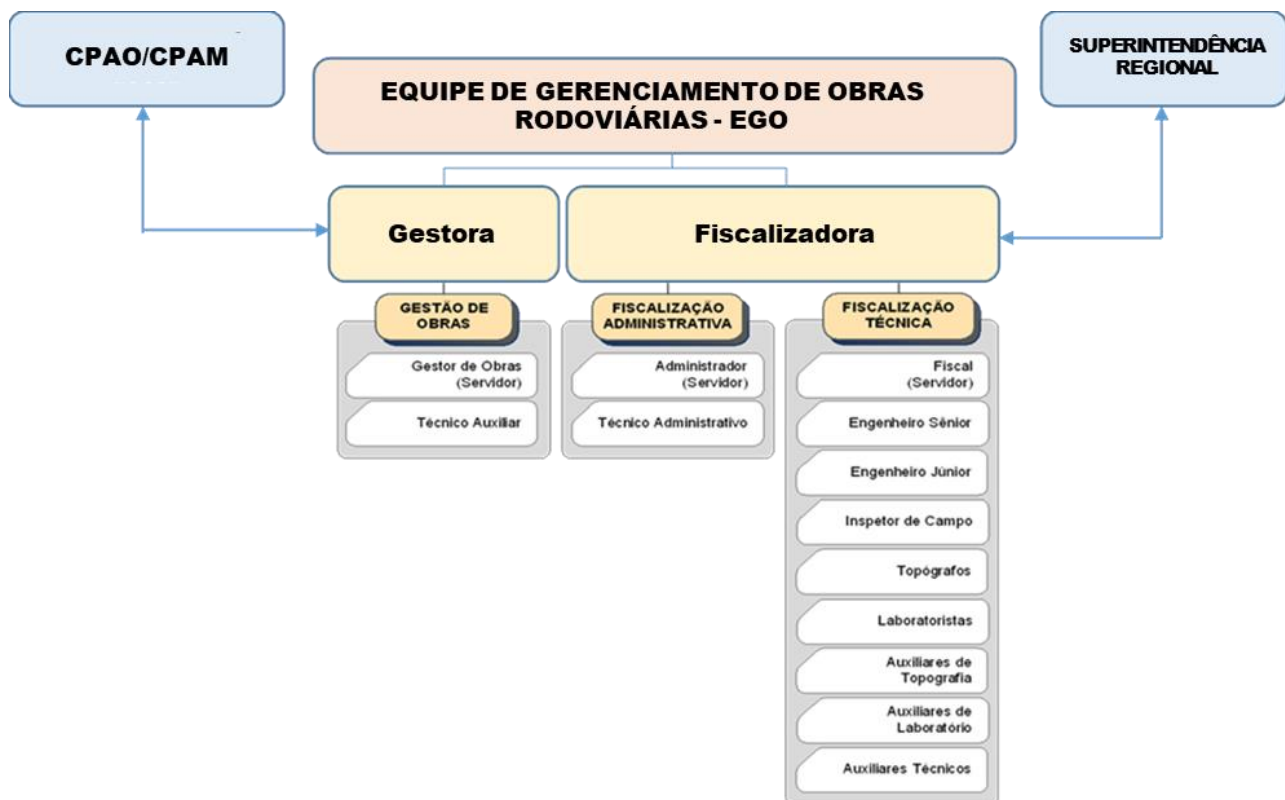 CPAO/CPAM
SUPERINTENDÊNCIA
REGIONAL
EQUIPE DE GERENCIAMENTO DE OBRAS
RODOVIÁRIAS - EGO
Gestora
Fiscalizadora
GESTÃO DE
OBRAS
Gestor de Obras
(Servidor)
Técnico Auxiliar
FISCALIZAÇÃO
ADMINISTRATIVA
Administrador
(Servidor)
Técnico Administrativo
FISCALIZAÇÃO
TÉCNICA
Fiscal
(Servidor)
Engenheiro Sênior
Engenheiro Júnior
Inspetor de Campo
Topógrafos
Laboratoristas
Auxiliares de
Topografia
Auxiliares de
Laboratório
Auxiliares Técnicos